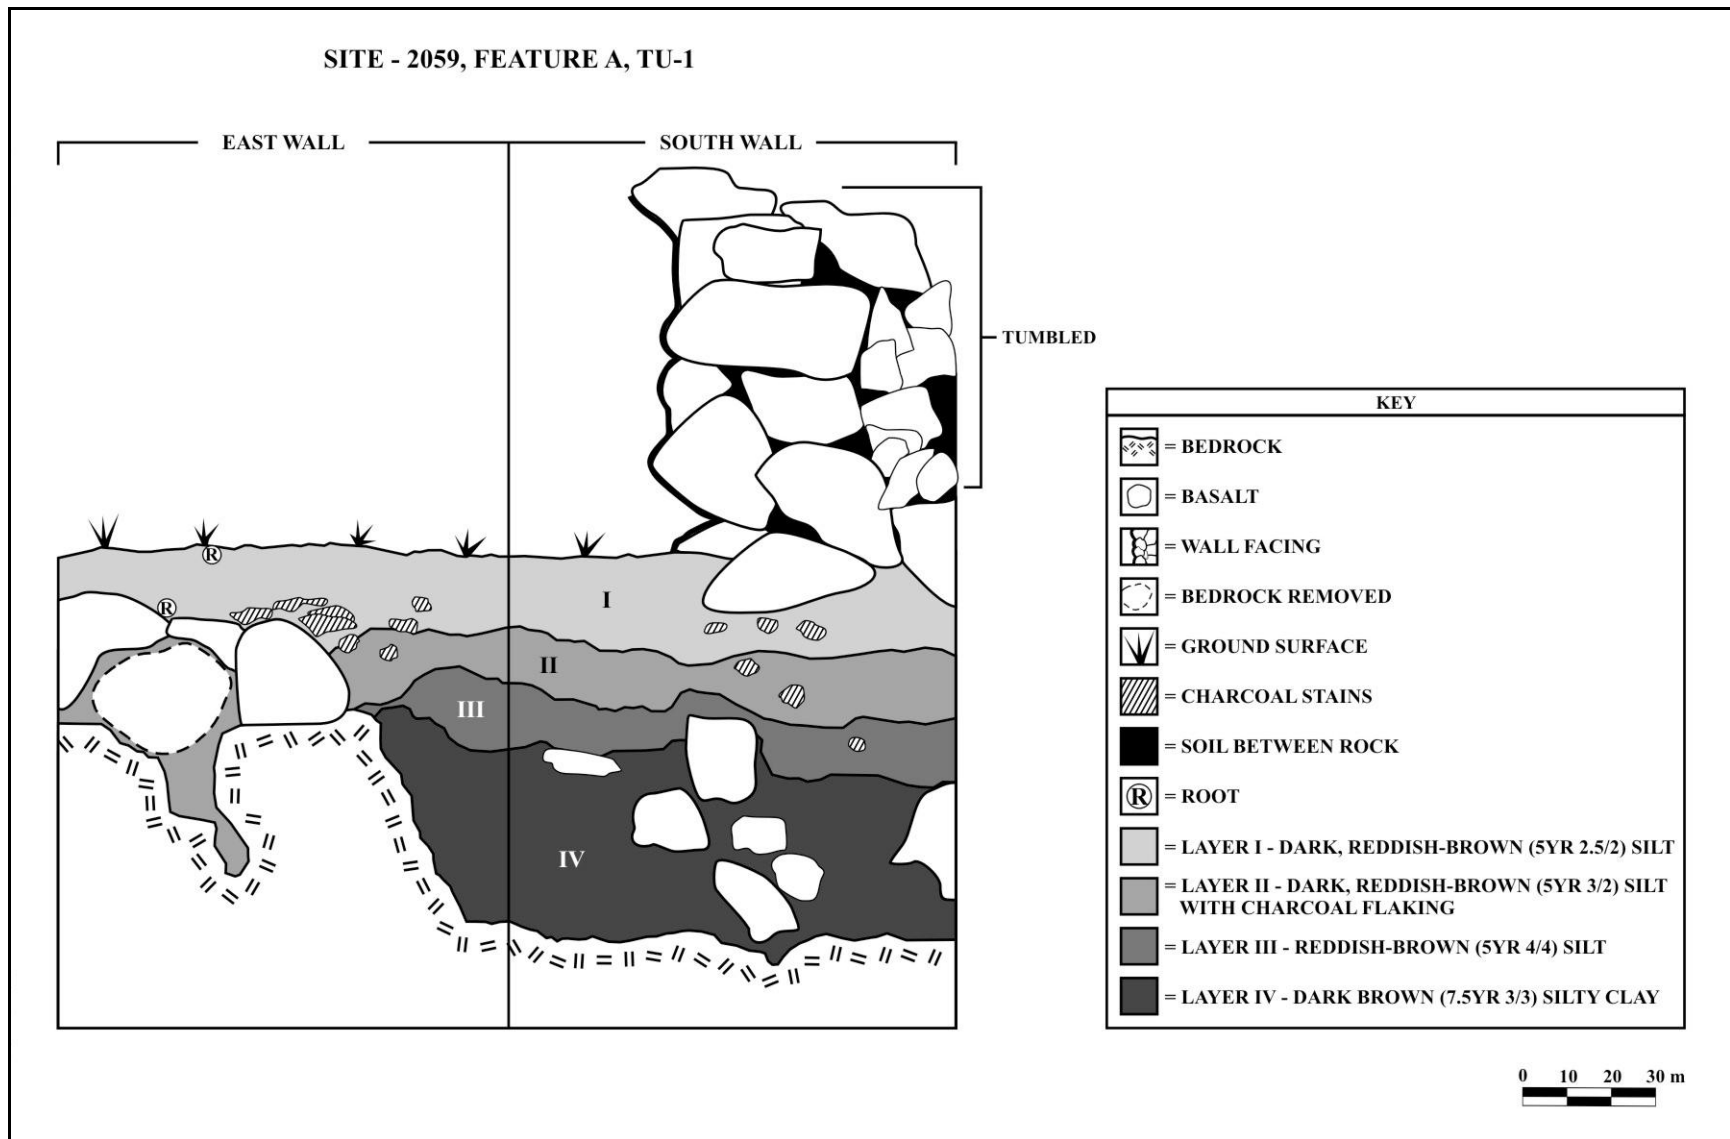 SITE - 2059, FEATURE A, TU-1
EAST WALL
SOUTH WALL
TUMBLED
R
R
I
II
III
IV
KEY
= BEDROCK
= BASALT
= WALL FACING
= BEDROCK REMOVED
= GROUND SURFACE
= CHARCOAL STAINS
= SOIL BETWEEN ROCK
R = ROOT
= LAYER I - DARK, REDDISH-BROWN (5YR 2.5/2) SILT
= LAYER II - DARK, REDDISH-BROWN (5YR 3/2) SILT
WITH CHARCOAL FLAKING
= LAYER III - REDDISH-BROWN (5YR 4/4) SILT
= LAYER IV - DARK BROWN (7.5YR 3/3) SILTY CLAY
0 10 20 30 m